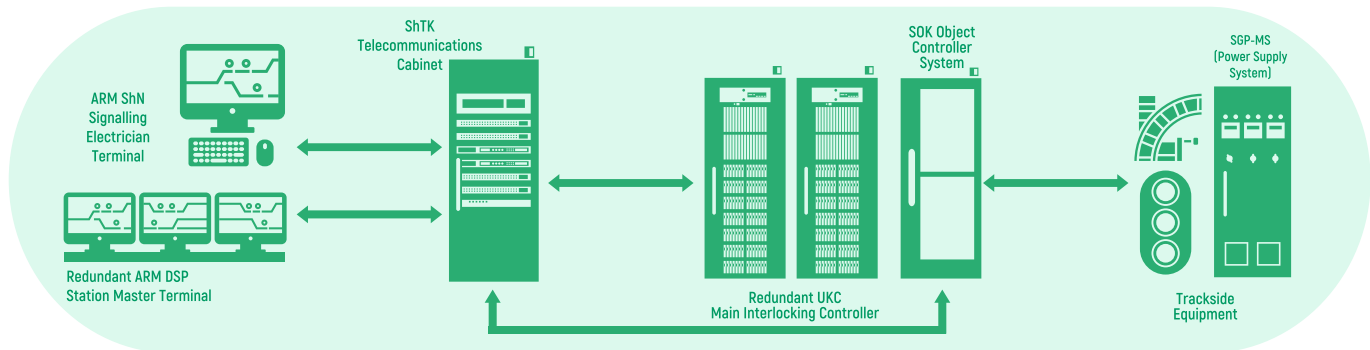 ARM ShN
Signalling
Electrician
Terminal
Redundant ARM DSP
Station Master Terminal
ShTK
Telecommunications
Cabinet
Redundant UKC
Main Interlocking Controller
SOK Object
Controller
System
Trackside
Equipment
SGP-MS
(Power Supply
System)